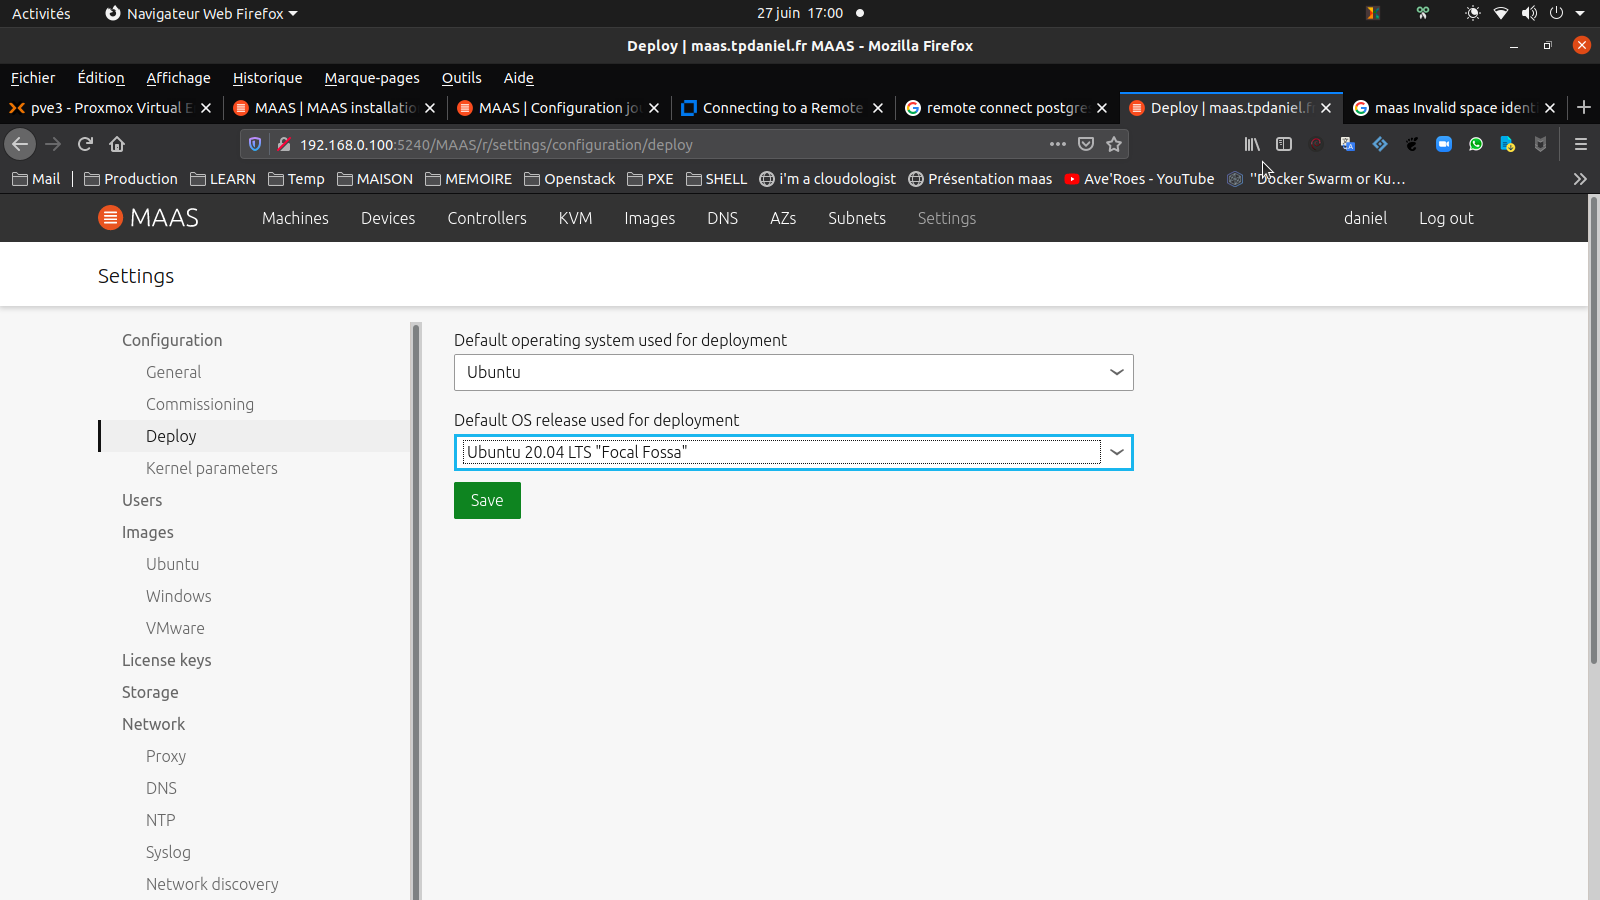 Activités
Navigateur Web Firefox
27 juin 17:00
Deploy | maas.tpdaniel.fr MAAS - Mozilla Firefox
Fichier Édition Affichage Historique Marque-pages Outils Aide
pve3 - Proxmox Virtual E
MAAS | MAAS installatio
MAAS | Configuration jou
Connecting to a Remote
remote connect postgre
Deploy | maas.tpdaniel.f
maas Invalid space ident
192.168.0.100:5240/MAAS/r/settings/configuration/deploy
Mail Production LEARN Temp MAISON MEMOIRE Openstack PXE SHELL i'm a cloudologist Présentation maas Ave'Roes - YouTube "Docker Swarm or Ku…
MAAS Machines Devices Controllers KVM Images DNS AZs Subnets Settings daniel Log out
Settings
Configuration
General
Commissioning
Deploy
Kernel parameters
Users
Images
Ubuntu
Windows
VMware
License keys
Storage
Network
Proxy
DNS
NTP
Syslog
Network discovery
Default operating system used for deployment
Ubuntu
Default OS release used for deployment
Ubuntu 20.04 LTS "Focal Fossa"
Save